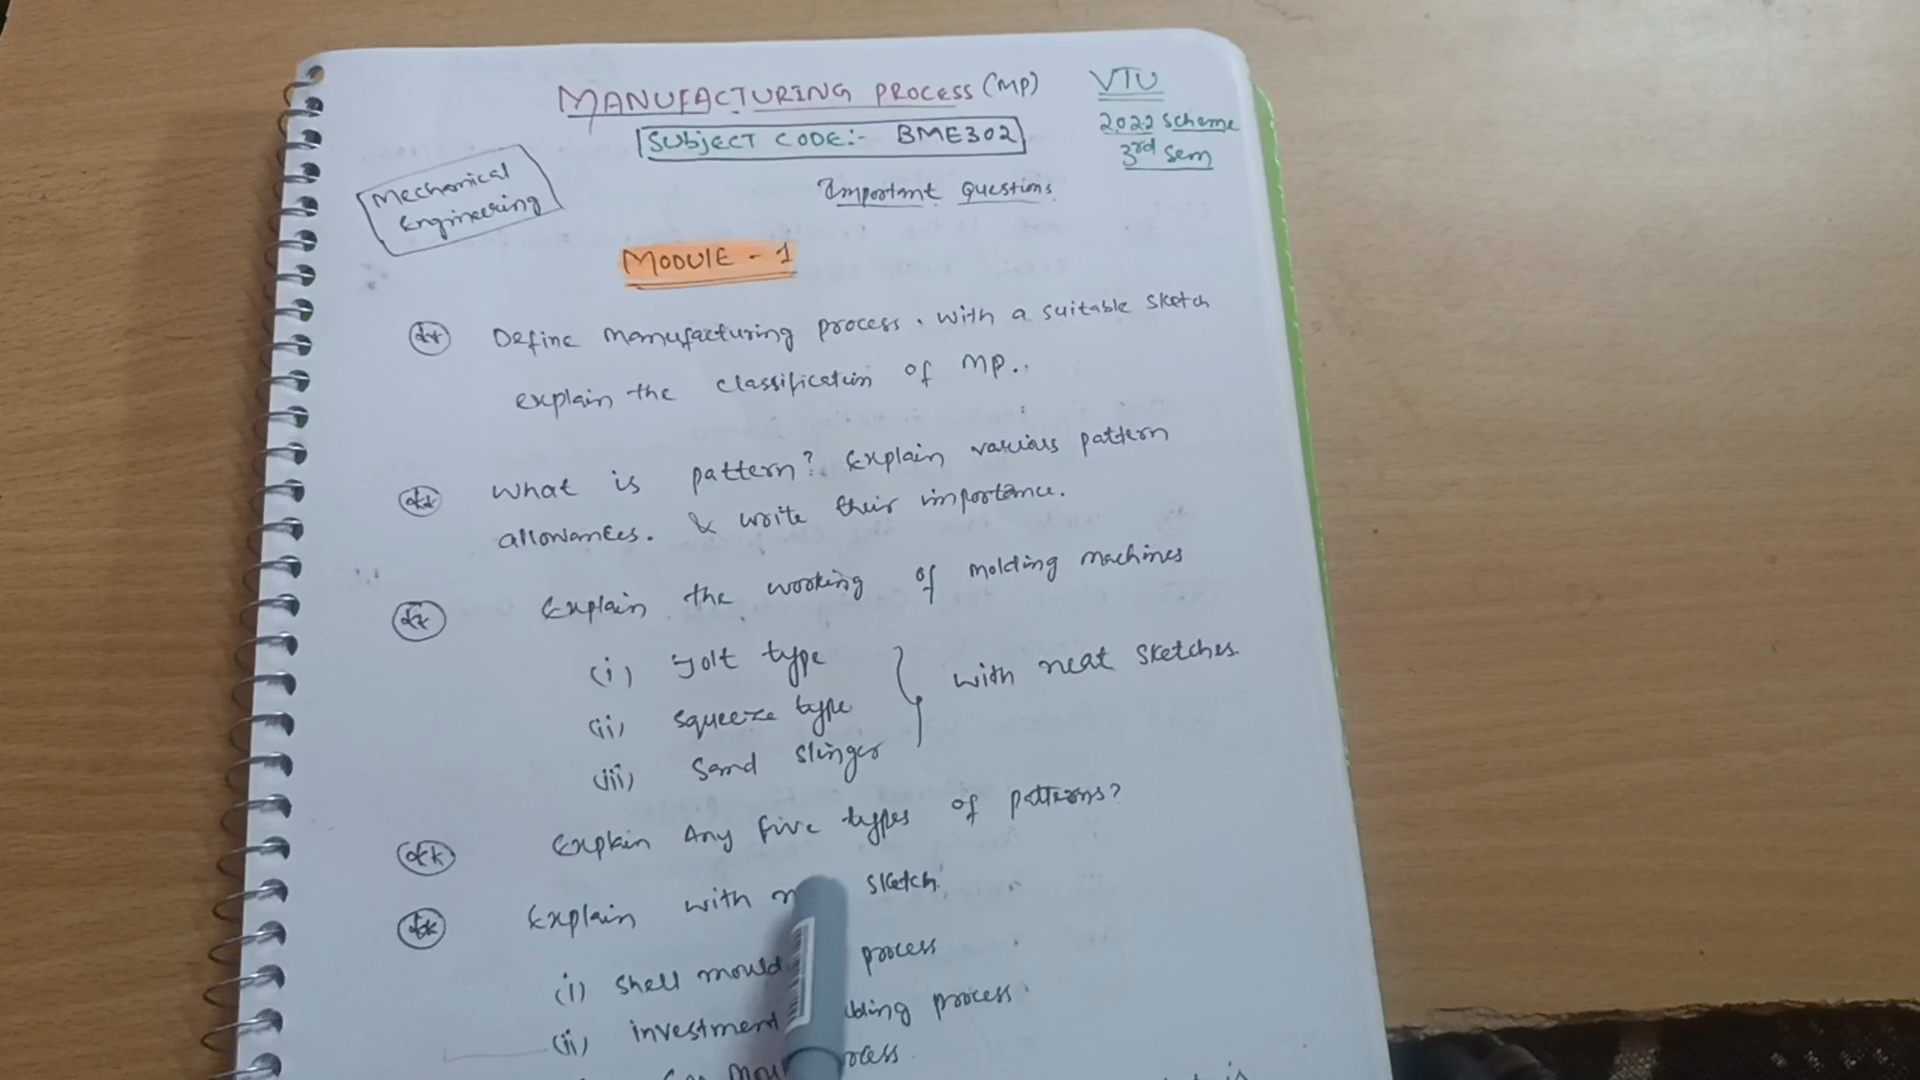 MANUFACTURING PROCESS (MP)
VTU
SUBJECT CODE:- BME302
2022 scheme
3rd sem
Mechanical
Engineering
Important Questions
MODULE - 1
Define manufacturing process. with a suitable sketch
explain the classification of MP.
What is pattern? Explain various pattern
allowances. & write their importance.
Explain the working of molding machines
(i) Jolt type
(ii) squeeze type
(iii) Sand slinger
with neat sketches.
Explain Any five types of patterns?
Explain with sketch.
(i) shell process
(ii) investment process